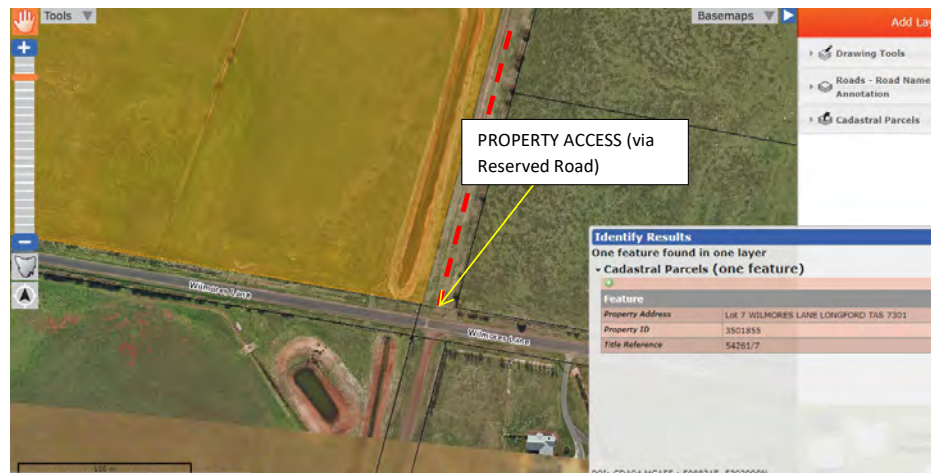 Tools
Basemaps
Add Lay
Drawing Tools
Roads - Road Name
Annotation
Cadastral Parcels
PROPERTY ACCESS (via
Reserved Road)
Wilmores Lane
Wilmores Lane
Identify Results
One feature found in one layer
Cadastral Parcels (one feature)
Feature
Property Address Lot 7 WILMORES LANE LONGFORD TAS 7301
Property ID 3501855
Title Reference 54261/7
100 m